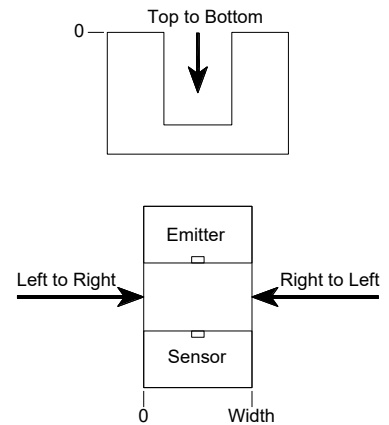 Top to Bottom
0
Emitter
Left to Right
Right to Left
Sensor
0
Width